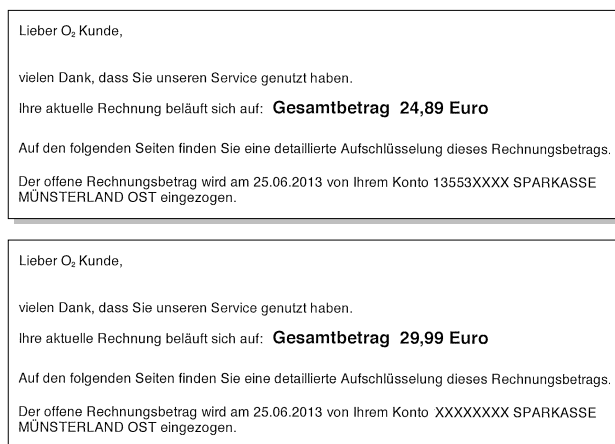 Lieber O₂ Kunde,
vielen Dank, dass Sie unseren Service genutzt haben.
Ihre aktuelle Rechnung beläuft sich auf: Gesamtbetrag 24,89 Euro
Auf den folgenden Seiten finden Sie eine detaillierte Aufschlüsselung dieses Rechnungsbetrags.
Der offene Rechnungsbetrag wird am 25.06.2013 von Ihrem Konto 13553XXXX SPARKASSE
MÜNSTERLAND OST eingezogen.
Lieber O₂ Kunde,
vielen Dank, dass Sie unseren Service genutzt haben.
Ihre aktuelle Rechnung beläuft sich auf: Gesamtbetrag 29,99 Euro
Auf den folgenden Seiten finden Sie eine detaillierte Aufschlüsselung dieses Rechnungsbetrags.
Der offene Rechnungsbetrag wird am 25.06.2013 von Ihrem Konto XXXXXXXX SPARKASSE
MÜNSTERLAND OST eingezogen.